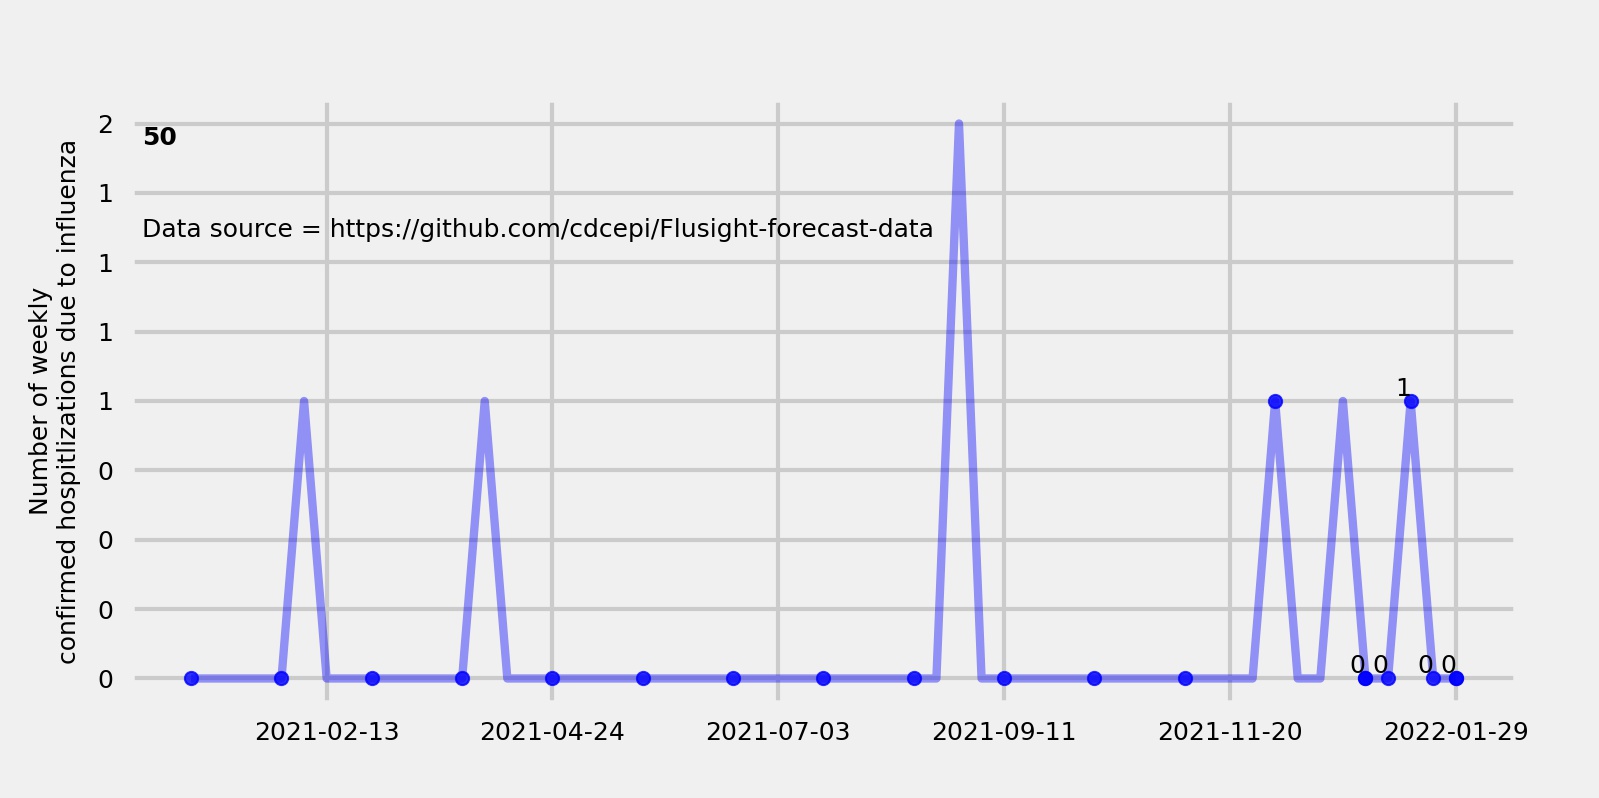 2
50
1
Data source = https://github.com/cdcepi/Flusight-forecast-data
1
1
1
0
0
0
0
Number of weekly
confirmed hospitlizations due to influenza
1
0 0 0 0
2021-02-13 2021-04-24 2021-07-03 2021-09-11 2021-11-20 2022-01-29